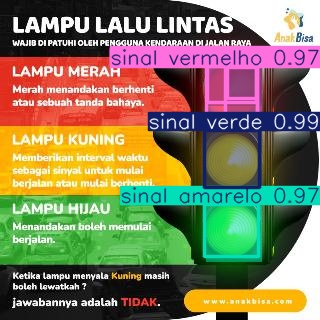 LAMPU LALU LINTAS
WAJIB DI PATUHI OLEH PENGGUNA KENDARAAN DI JALAN RAYA
AnakBisa
sinal vermelho 0.97
LAMPU MERAH
Merah menandakan berhenti
atau sebuah tanda bahaya.
sinal verde 0.99
LAMPU KUNING
Memberikan interval waktu
sebagai sinyal untuk mulai
berjalan atau mulai berhenti.
sinal amarelo 0.97
LAMPU HIJAU
Menandakan boleh memulai
berjalan.
Ketika lampu menyala Kuning masih
boleh lewatkah ?
jawabannya adalah TIDAK.
www.anakbisa.com